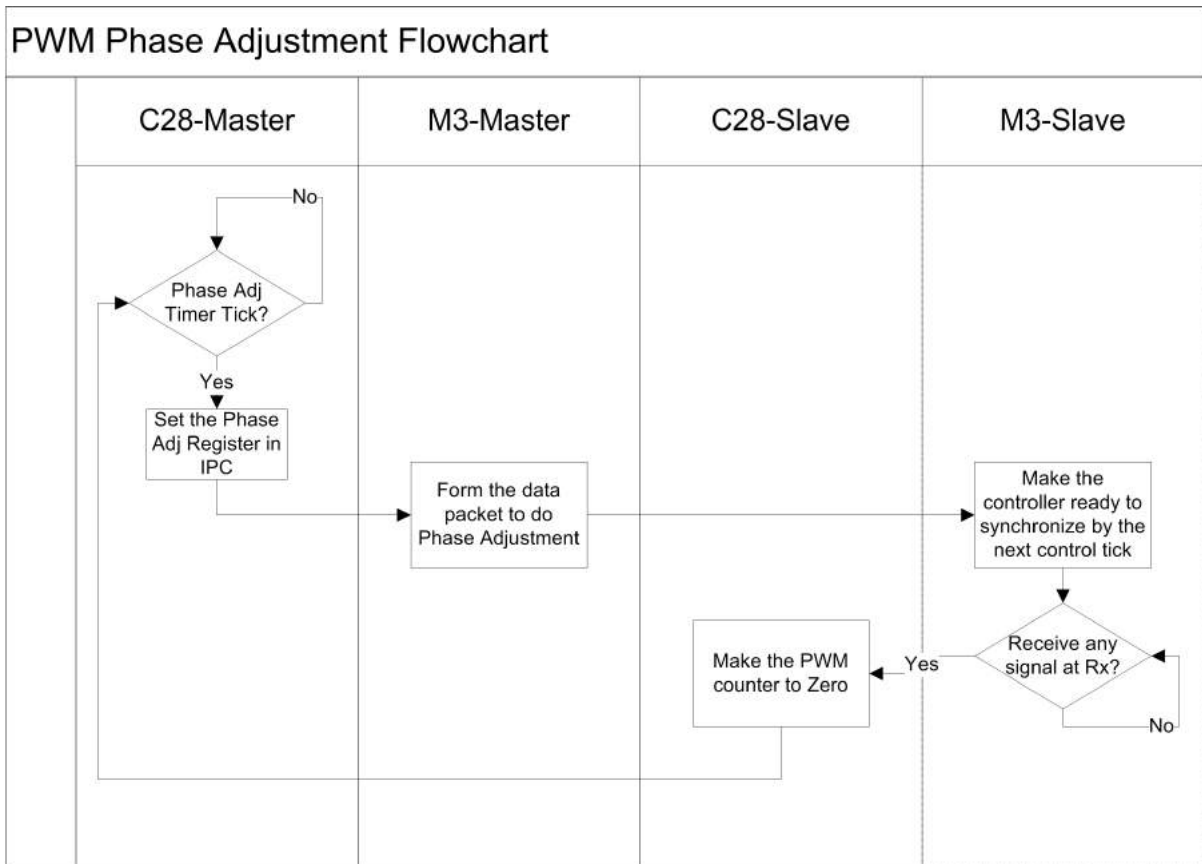 PWM Phase Adjustment Flowchart
C28-Master
M3-Master
C28-Slave
M3-Slave
No
Phase Adj
Timer Tick?
Yes
Set the Phase
Adj Register in
IPC
Form the data
packet to do
Phase Adjustment
Make the
controller ready to
synchronize by the
next control tick
Receive any
signal at Rx?
No
Yes
Make the PWM
counter to Zero